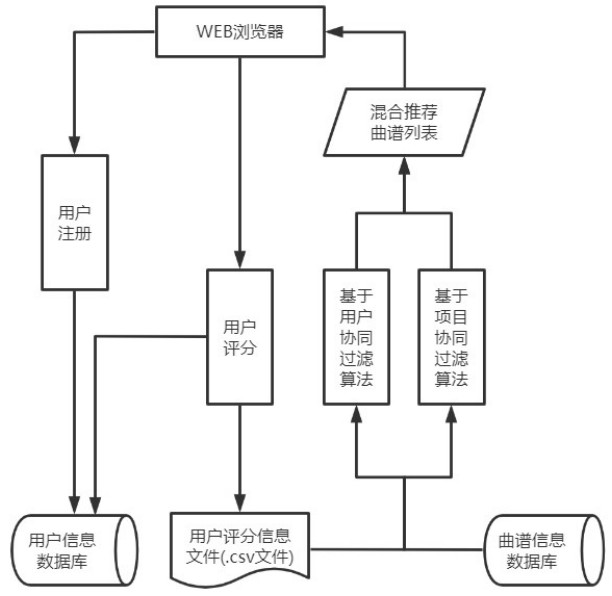 WEB浏览器
混合推荐
曲谱列表
用户
注册
用户
评分
基于
用户
协同
过滤
算法
基于
项目
协同
过滤
算法
用户信息
数据库
用户评分信息
文件(.csv文件)
曲谱信息
数据库